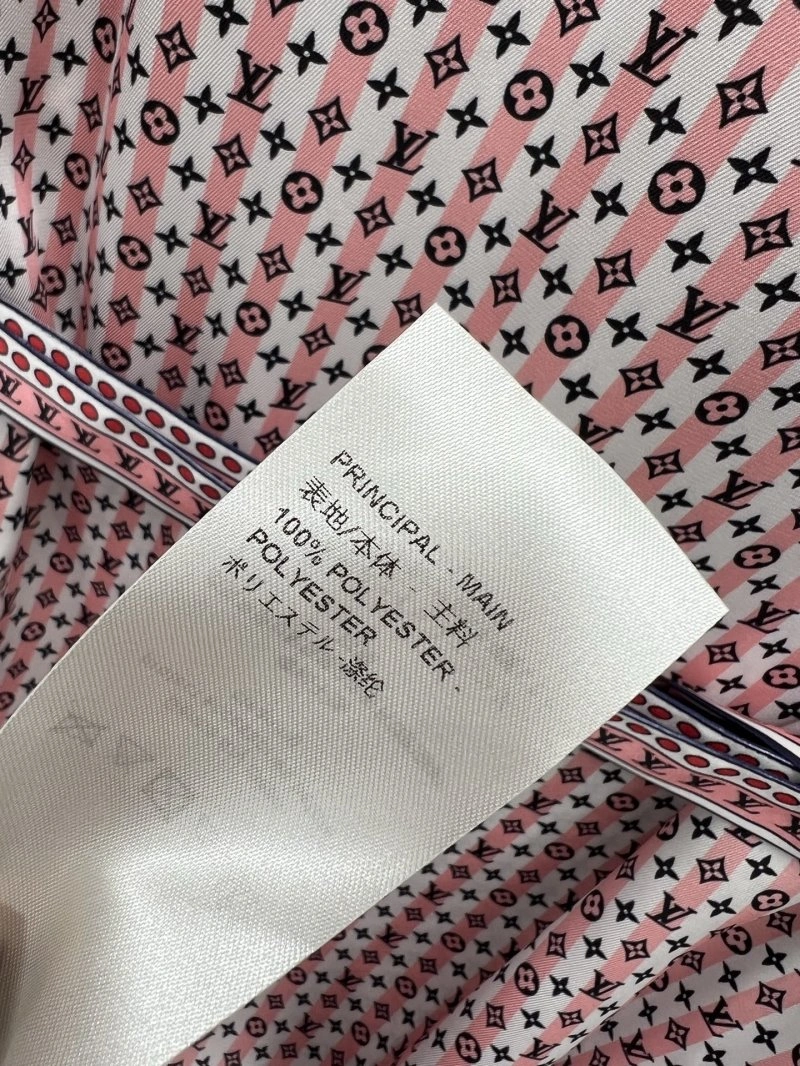 PRINCIPAL - MAIN
表地/本体 - 主料
100% POLYESTER -
POLYESTER
ポリエステル -涤纶